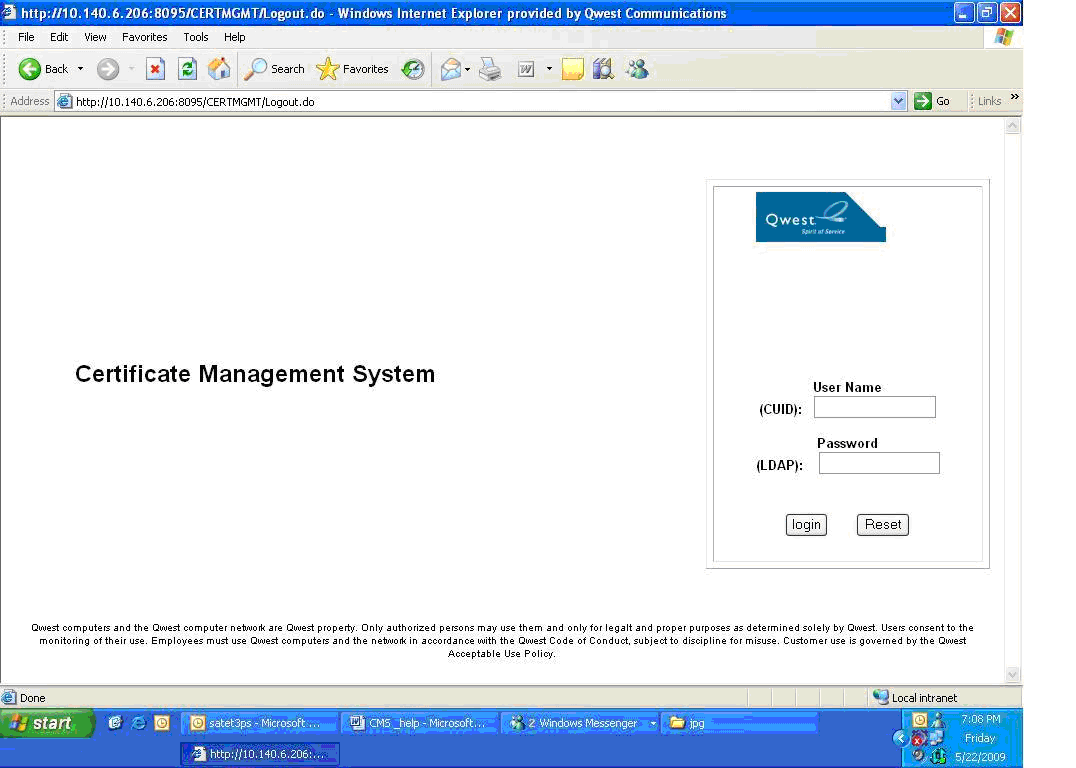 http://10.140.6.206:8095/CERTMGMT/Logout.do - Windows Internet Explorer provided by Qwest Communications
File Edit View Favorites Tools Help
Back Search Favorites
Address http://10.140.6.206:8095/CERTMGMT/Logout.do Go Links »
Qwest
Spirit of Service
Certificate Management System
User Name
(CUID):
Password
(LDAP):
login Reset
Qwest computers and the Qwest computer network are Qwest property. Only authorized persons may use them and only for legalt and proper purposes as determined solely by Qwest. Users consent to the
monitoring of their use. Employees must use Qwest computers and the network in accordance with the Qwest Code of Conduct, subject to discipline for misuse. Customer use is governed by the Qwest
Acceptable Use Policy.
Done Local intranet
start satet3ps - Microsoft ... CMS _help - Microsoft... 2 Windows Messenger jpg 7:08 PM
Friday
http://10.140.6.206:... 5/22/2009